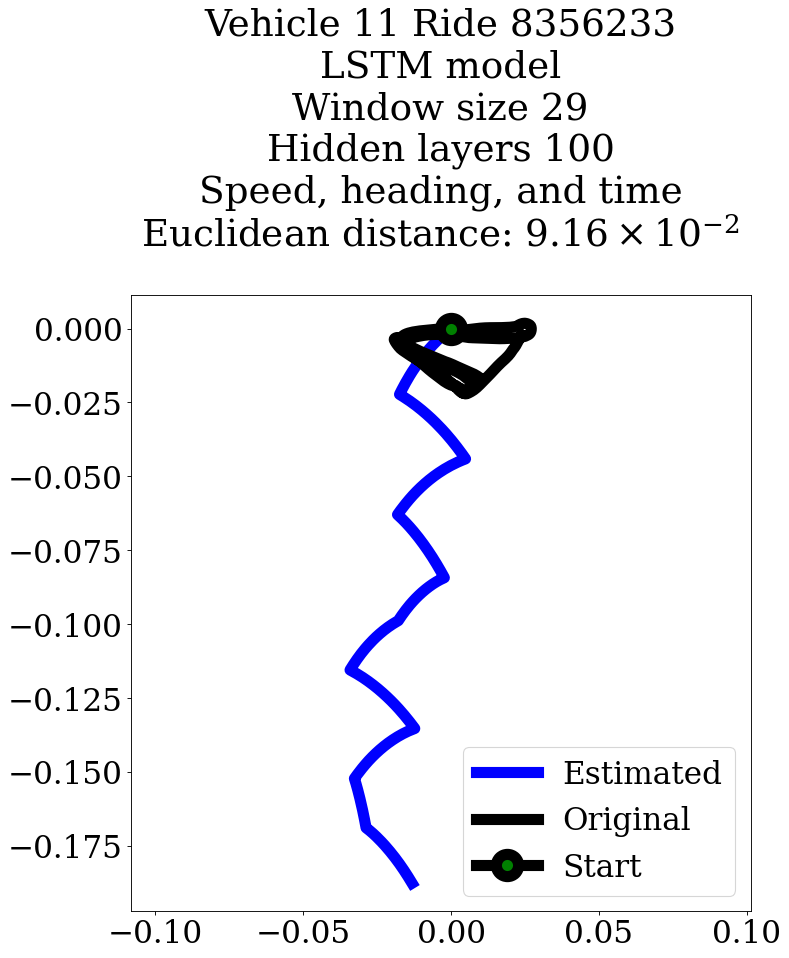 Vehicle 11 Ride 8356233
LSTM model
Window size 29
Hidden layers 100
Speed, heading, and time
Euclidean distance: 9.16 × 10⁻²
0.000
−0.025
−0.050
−0.075
−0.100
−0.125
−0.150
−0.175
Estimated
Original
Start
−0.10 −0.05 0.00 0.05 0.10